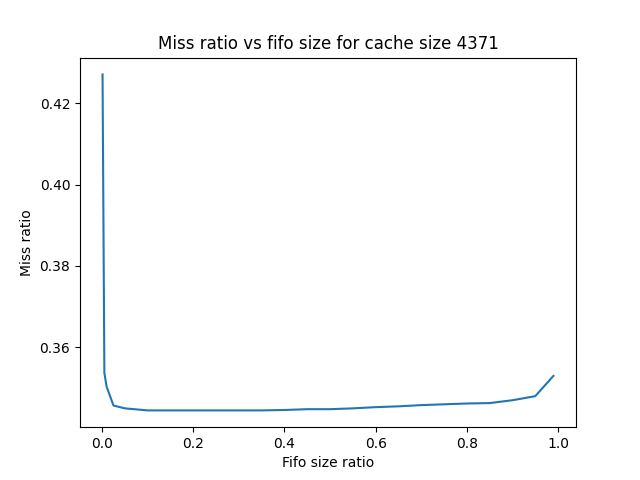 Miss ratio vs fifo size for cache size 4371
0.42
0.40
0.38
0.36
Miss ratio
0.0 0.2 0.4 0.6 0.8 1.0
Fifo size ratio